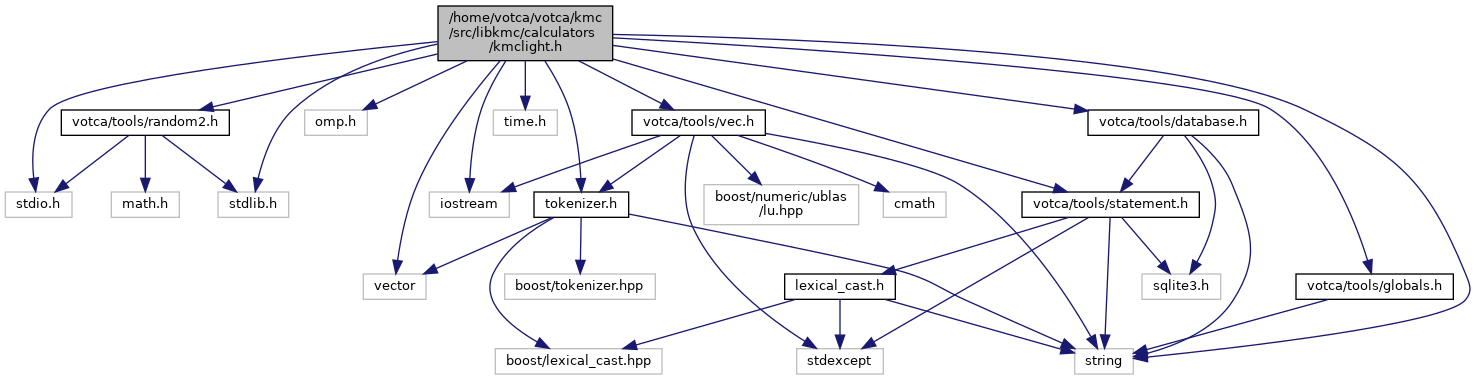 /home/votca/votca/kmc
/src/libkmc/calculators
/kmclight.h
votca/tools/random2.h
omp.h
time.h
votca/tools/vec.h
votca/tools/database.h
stdio.h
math.h
stdlib.h
iostream
tokenizer.h
boost/numeric/ublas
/lu.hpp
cmath
votca/tools/statement.h
vector
boost/tokenizer.hpp
lexical_cast.h
sqlite3.h
votca/tools/globals.h
boost/lexical_cast.hpp
stdexcept
string